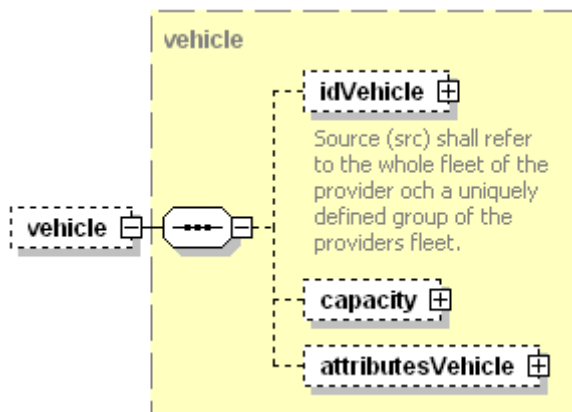 vehicle
idVehicle
Source (src) shall refer
to the whole fleet of the
provider och a uniquely
defined group of the
providers fleet.
vehicle
capacity
attributesVehicle